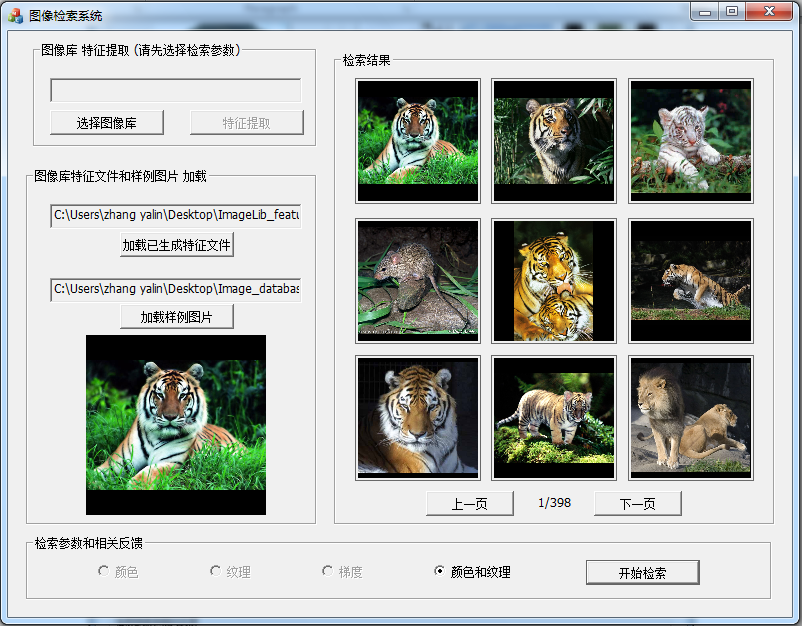 图像检索系统
图像库 特征提取 (请先选择检索参数)
选择图像库
特征提取
图像库特征文件和样例图片 加载
C:\Users\zhang yalin\Desktop\ImageLib_featu
加载已生成特征文件
C:\Users\zhang yalin\Desktop\Image_databas
加载样例图片
检索结果
上一页
1/398
下一页
检索参数和相关反馈
颜色
纹理
梯度
颜色和纹理
开始检索